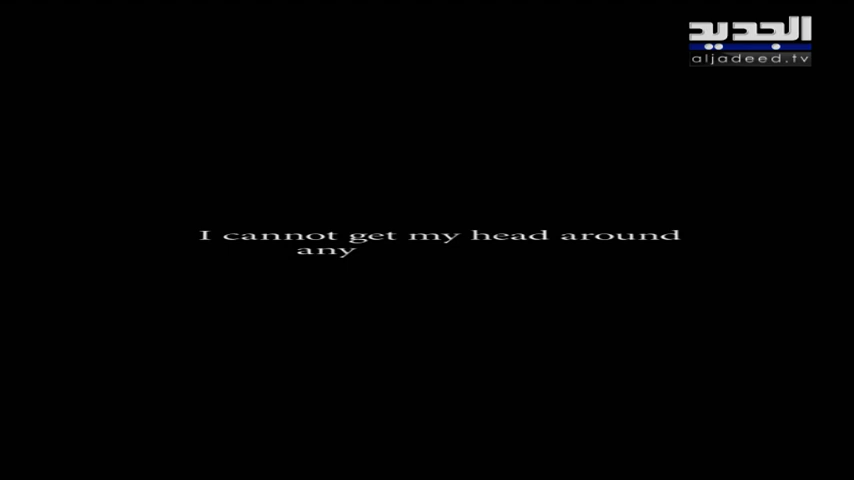 الجديد
aljadeed.tv
I cannot get my head around
any